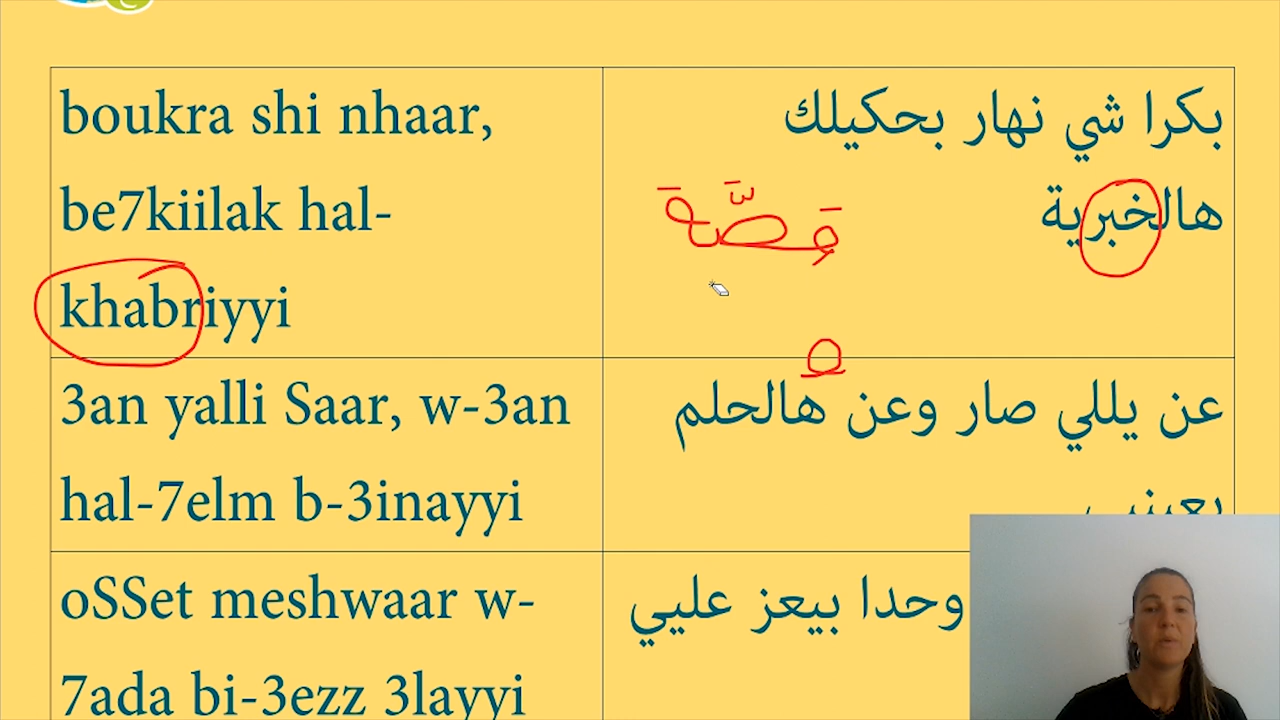 boukra shi nhaar,
be7kiilak hal-
khabriyyi
بكرا شي نهار بحكيلك
هالخبرية
قصّة
3an yalli Saar, w-3an
hal-7elm b-3inayyi
ه
عن يللي صار وعن هالحلم
oSSet meshwaar w-
7ada bi-3ezz 3layyi
وحدا بيعز عليي